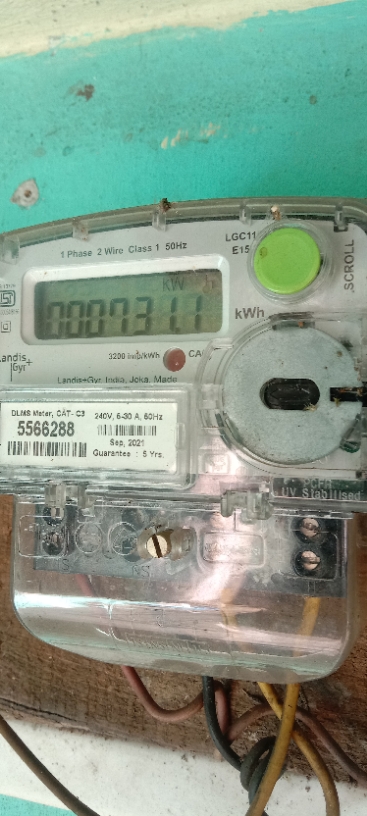 1 Phase 2 Wire Class 1 50Hz
LGC11
E15
SCROLL
kWh
0000731.1
kWh
3200 imp/kWh
CAL
Landis+
Gyr
Landis+Gyr, India, Joka, Made
DLMS Meter, CAT- C3
5566288
240V, 5-30 A, 50Hz
Sep, 2021
Guarantee : 5 Yrs.
UV Stabilised